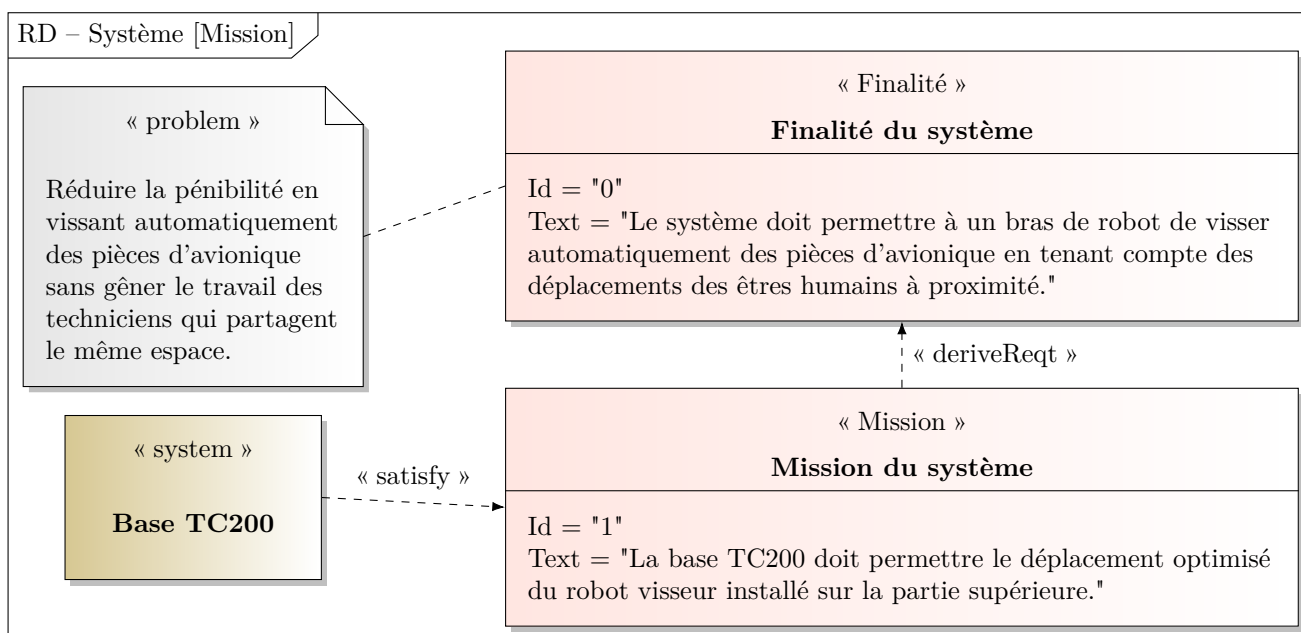 RD – Système [Mission]
« problem »
Réduire la pénibilité en
vissant automatiquement
des pièces d'avionique
sans gêner le travail des
techniciens qui partagent
le même espace.
« Finalité »
Finalité du système
Id = "0"
Text = "Le système doit permettre à un bras de robot de visser
automatiquement des pièces d'avionique en tenant compte des
déplacements des êtres humains à proximité."
« deriveReqt »
« system »
Base TC200
« satisfy »
« Mission »
Mission du système
Id = "1"
Text = "La base TC200 doit permettre le déplacement optimisé
du robot visseur installé sur la partie supérieure."